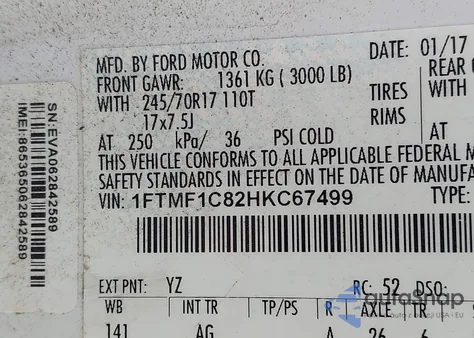 MFD. BY FORD MOTOR CO.
DATE: 01/17
FRONT GAWR: 1361 KG ( 3000 LB)
REAR
WITH 245/70R17 110T TIRES WITH
17x7.5J RIMS
AT 250 kPa/ 36 PSI COLD AT
THIS VEHICLE CONFORMS TO ALL APPLICABLE FEDERAL M
SAFETY STANDARDS IN EFFECT ON THE DATE OF MANUFA
VIN: 1FTMF1C82HKC67499 TYPE:
EXT PNT: YZ RC: 52 DSO:
WB INT TR TP/PS R AXLE TR S
141 AG A 26 6
SN:EVA062842589
IMEI:865365062842589
autaSnap